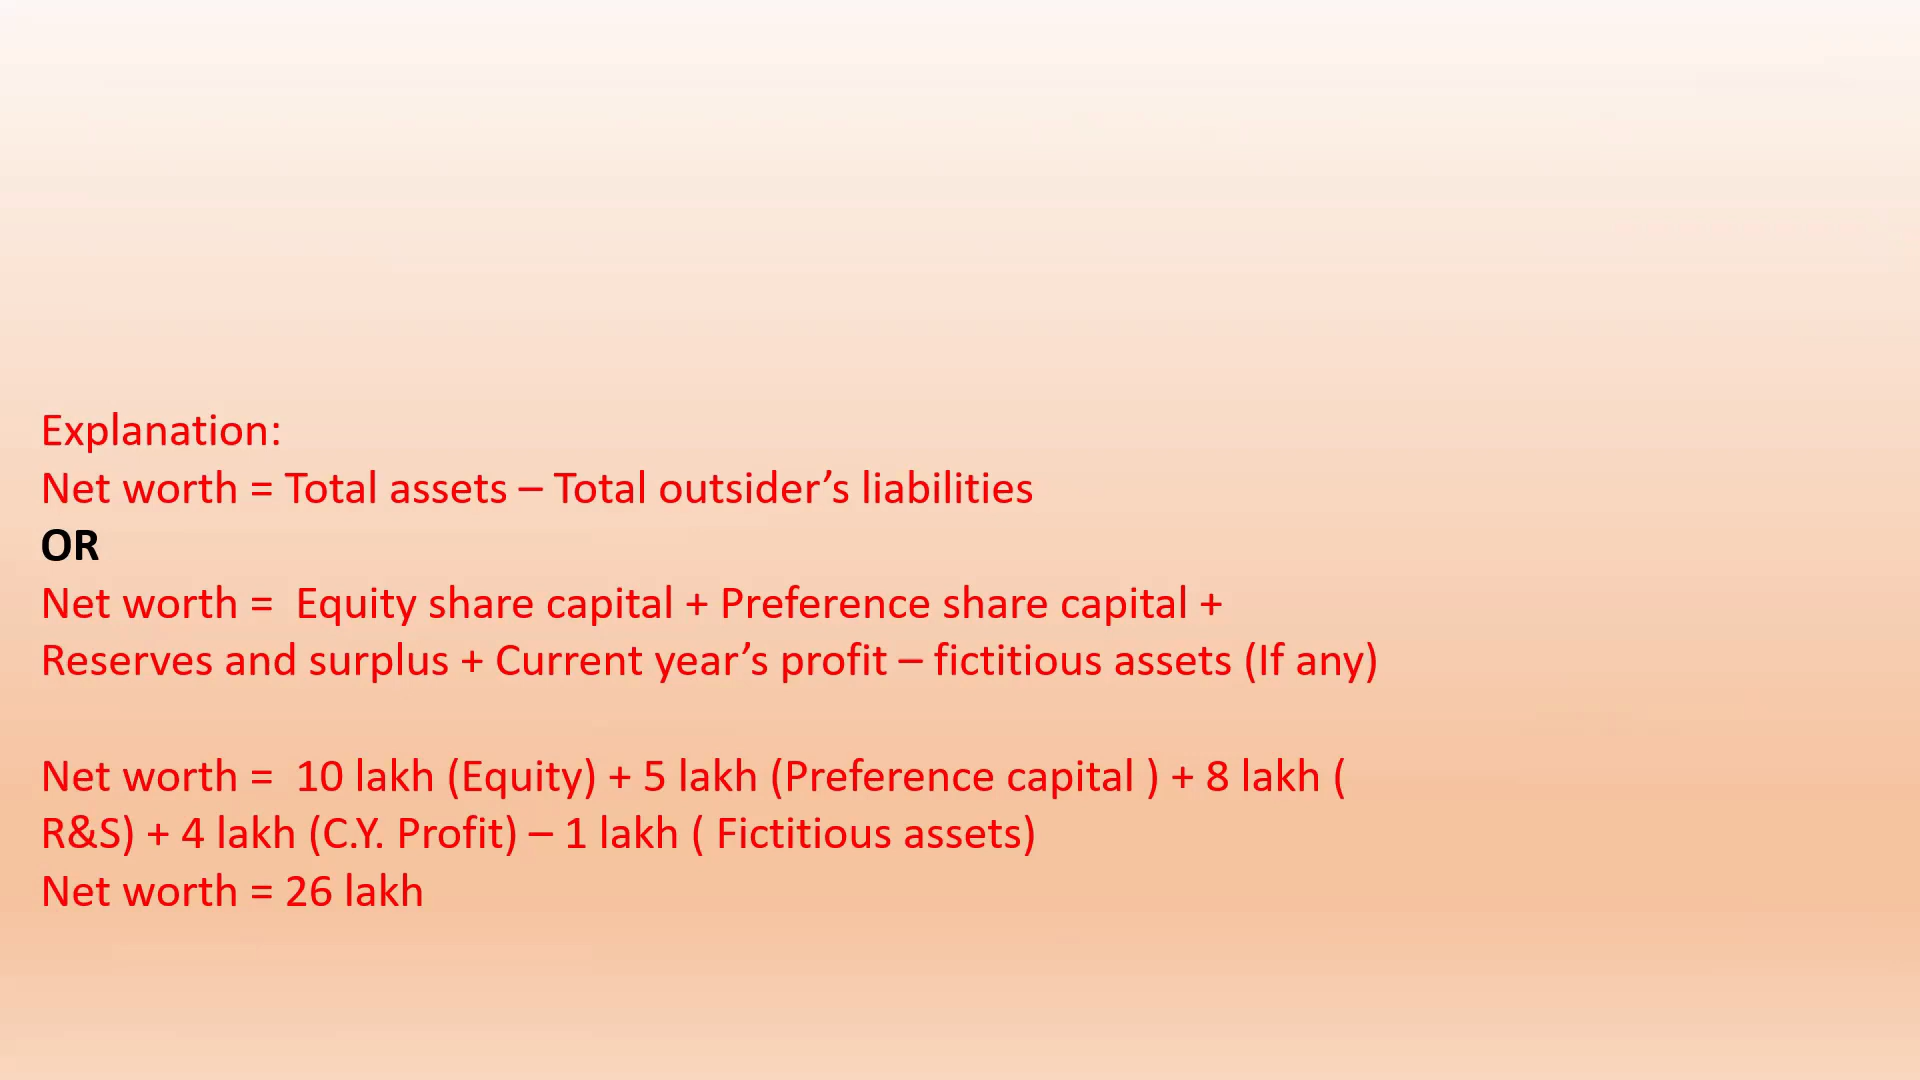 Explanation:
Net worth = Total assets – Total outsider’s liabilities
OR
Net worth =  Equity share capital + Preference share capital +
Reserves and surplus + Current year’s profit – fictitious assets (If any)
Net worth =  10 lakh (Equity) + 5 lakh (Preference capital ) + 8 lakh (
R&S) + 4 lakh (C.Y. Profit) – 1 lakh ( Fictitious assets)
Net worth = 26 lakh